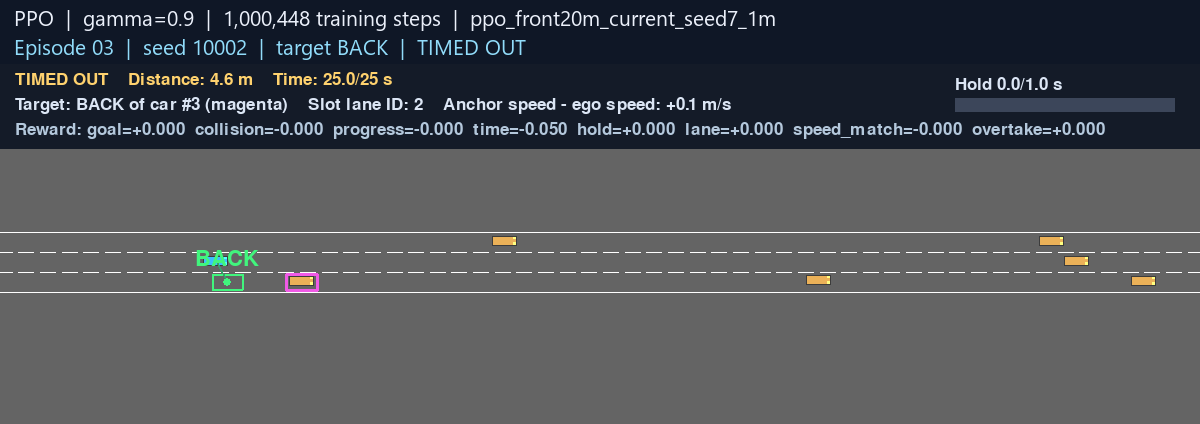 PPO | gamma=0.9 | 1,000,448 training steps | ppo_front20m_current_seed7_1m
Episode 03 | seed 10002 | target BACK | TIMED OUT
TIMED OUT Distance: 4.6 m Time: 25.0/25 s
Hold 0.0/1.0 s
Target: BACK of car #3 (magenta) Slot lane ID: 2 Anchor speed - ego speed: +0.1 m/s
Reward: goal=+0.000 collision=-0.000 progress=-0.000 time=-0.050 hold=+0.000 lane=+0.000 speed_match=-0.000 overtake=+0.000
BACK